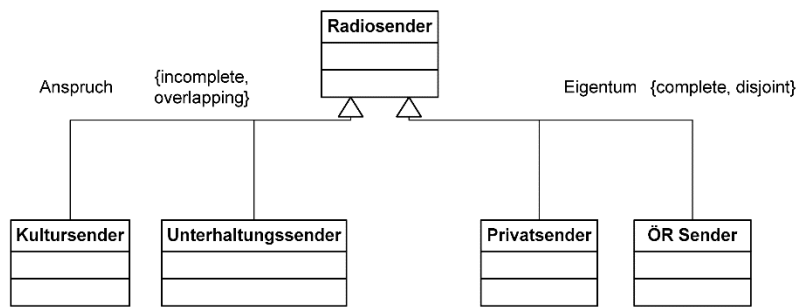 Radiosender
Anspruch
{incomplete,
overlapping}
Eigentum {complete, disjoint}
Kultursender
Unterhaltungssender
Privatsender
ÖR Sender